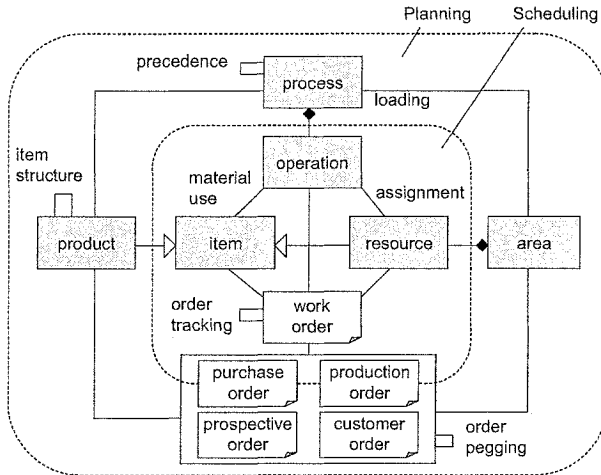 Planning
Scheduling
precedence
process
loading
item
structure
operation
material
use
assignment
product
item
resource
area
order
tracking
work
order
purchase
order
production
order
prospective
order
customer
order
order
pegging